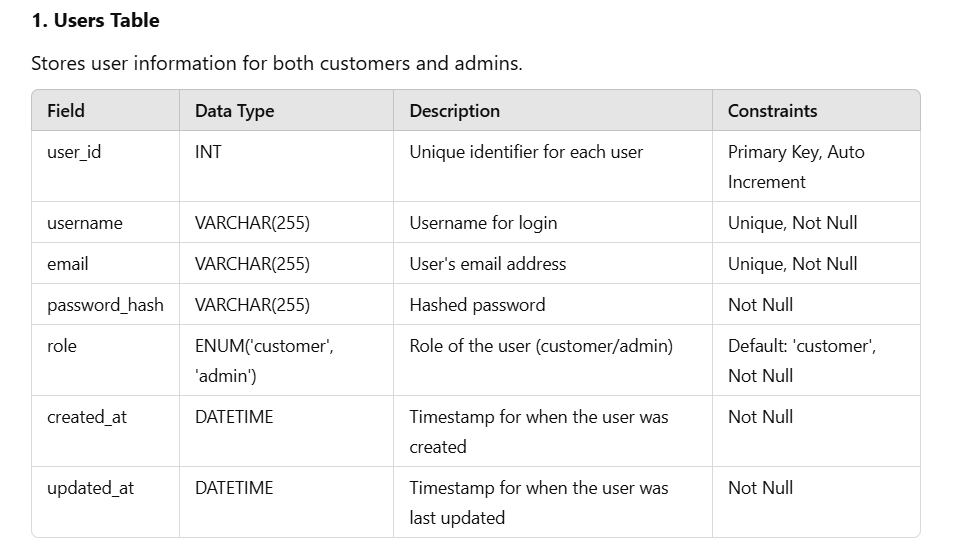 1. Users Table
Stores user information for both customers and admins.
Field Data Type Description Constraints
user_id INT Unique identifier for each user Primary Key, Auto
Increment
username VARCHAR(255) Username for login Unique, Not Null
email VARCHAR(255) User's email address Unique, Not Null
password_hash VARCHAR(255) Hashed password Not Null
role ENUM('customer', Role of the user (customer/admin) Default: 'customer',
'admin') Not Null
created_at DATETIME Timestamp for when the user was Not Null
created
updated_at DATETIME Timestamp for when the user was Not Null
last updated